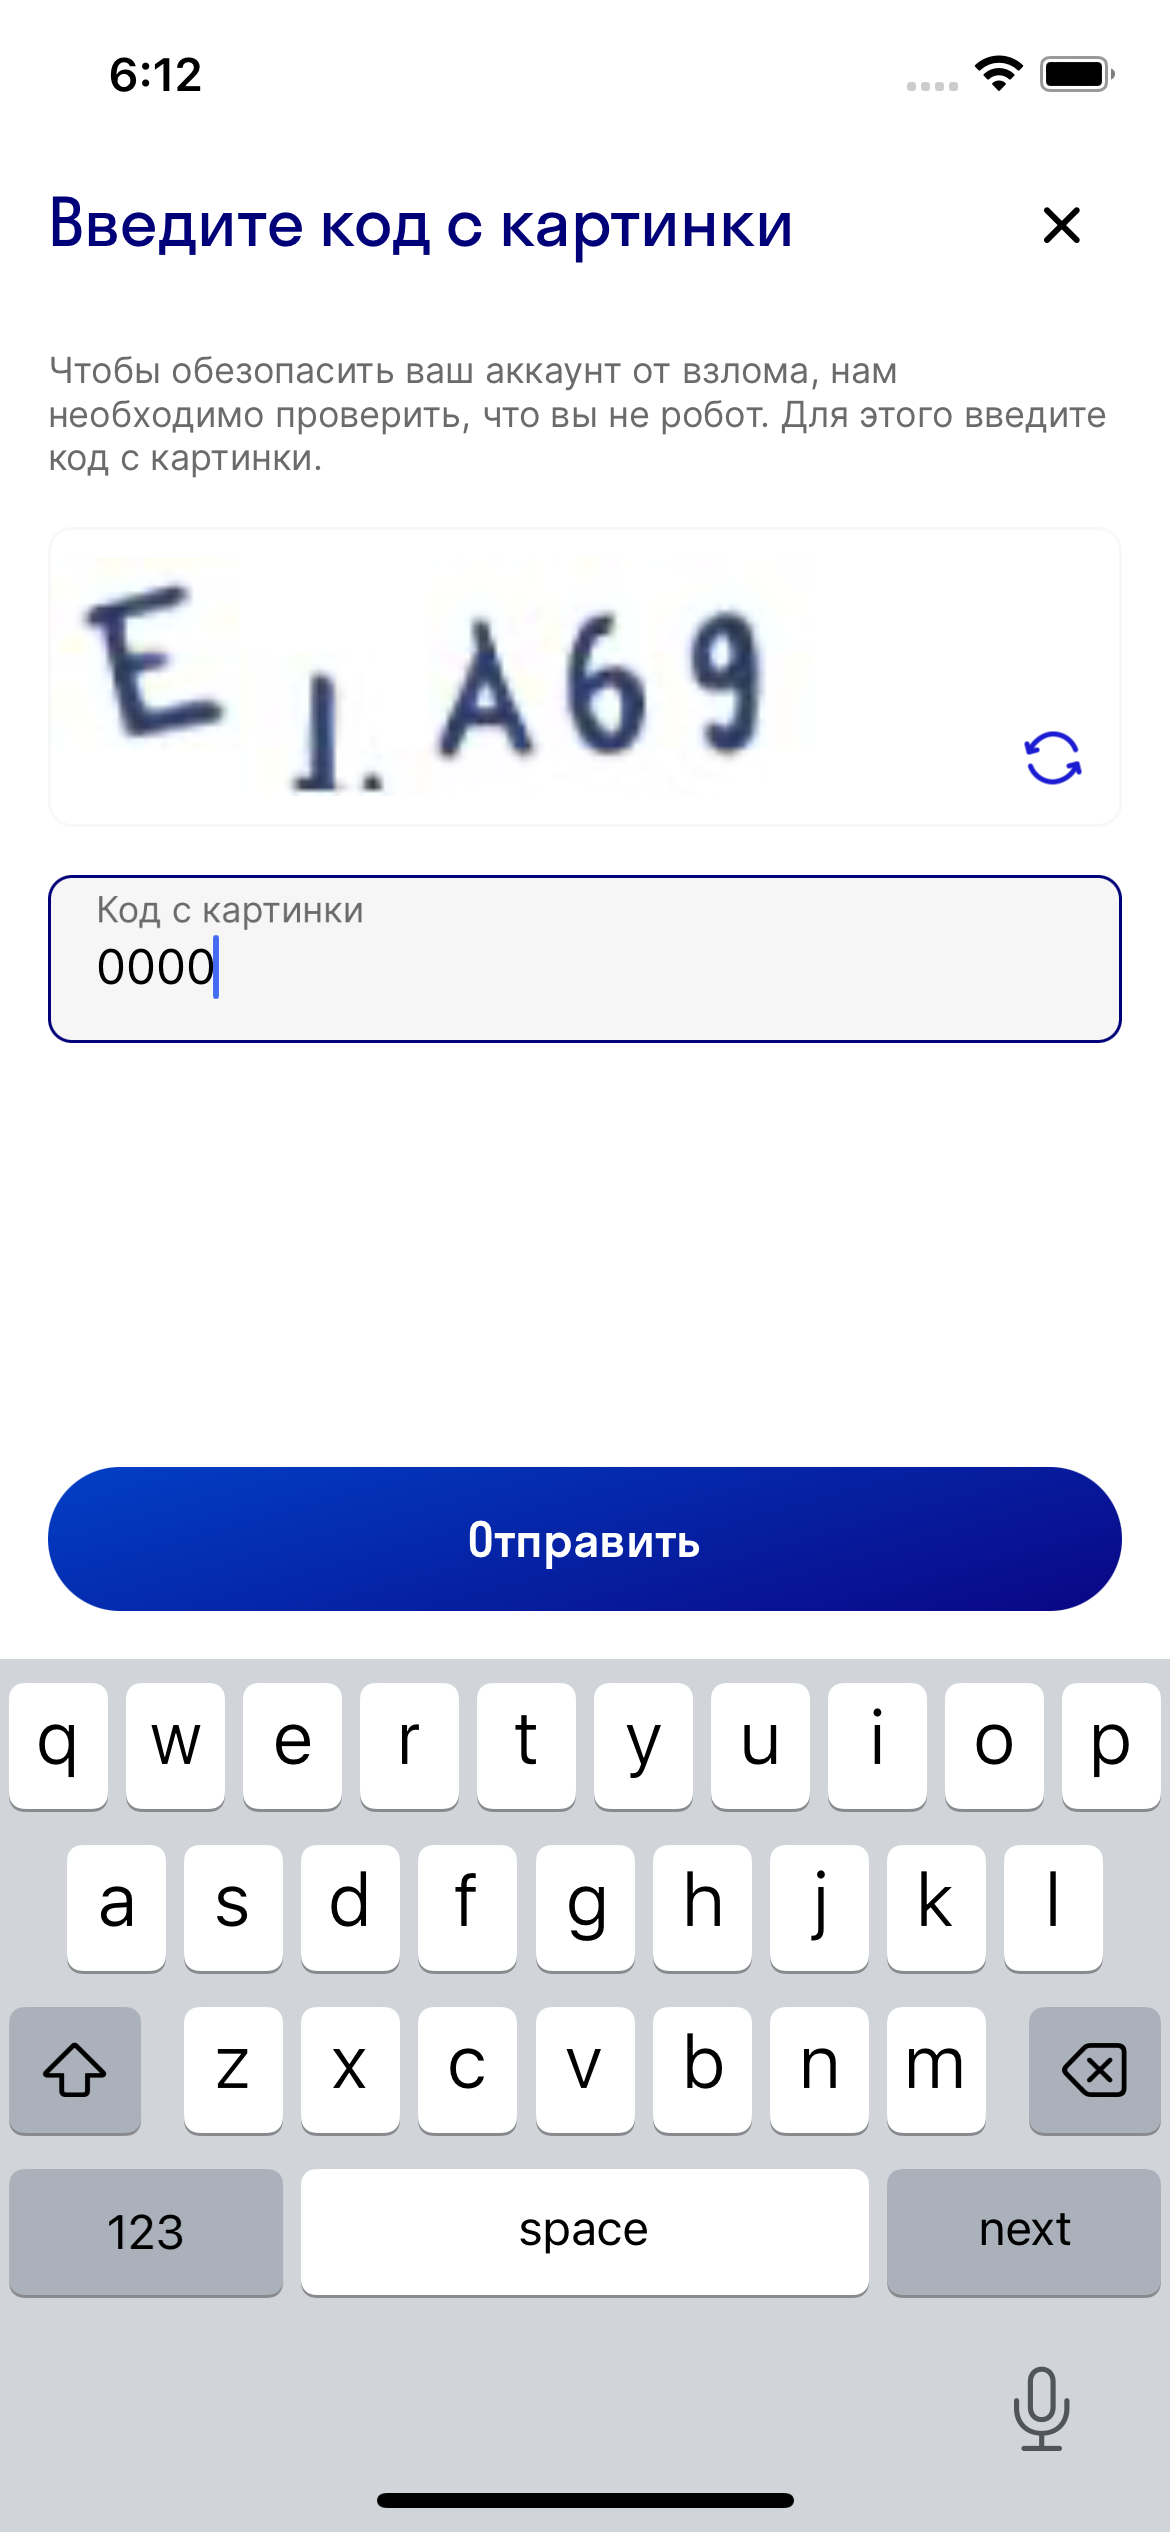 6:12
Введите код с картинки
Чтобы обезопасить ваш аккаунт от взлома, нам
необходимо проверить, что вы не робот. Для этого введите
код с картинки.
E 1. A 6 9
Код с картинки
0000
Отправить
q w e r t y u i o p
a s d f g h j k l
z x c v b n m
123 space next